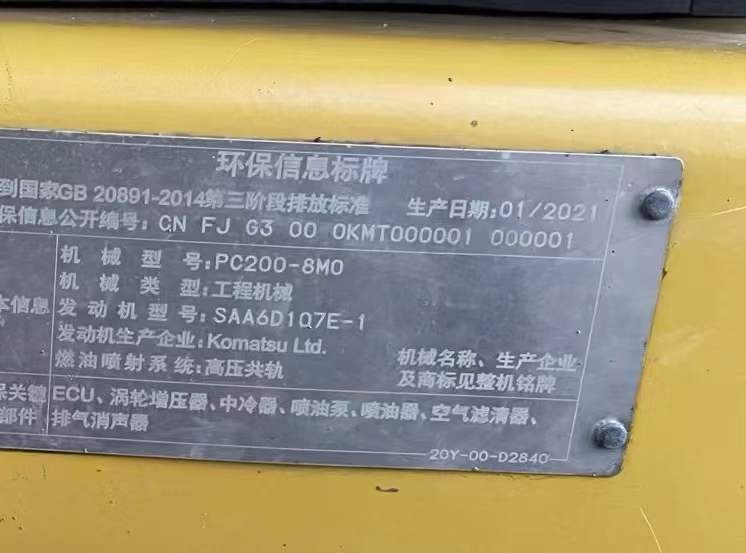 环保信息标牌
到国家GB 20891-2014第三阶段排放标准 生产日期:01/2021
保信息公开编号: CN FJ G3 00 0KMT000001 000001
机械型号:PC200-8M0
机械类型:工程机械
本信息 发动机型号:SAA6D107E-1
发动机生产企业:Komatsu Ltd.
燃油喷射系统:高压共轨
机械名称、生产企业
及商标见整机铭牌
保关键 ECU、涡轮增压器、中冷器、喷油泵、喷油器、空气滤清器、
部件 排气消声器
20Y-00-D2840